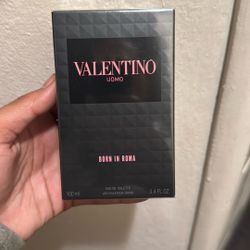 VALENTINO
UOMO
BORN IN ROMA
EAU DE TOILETTE
100 ml
3.4 FL.OZ